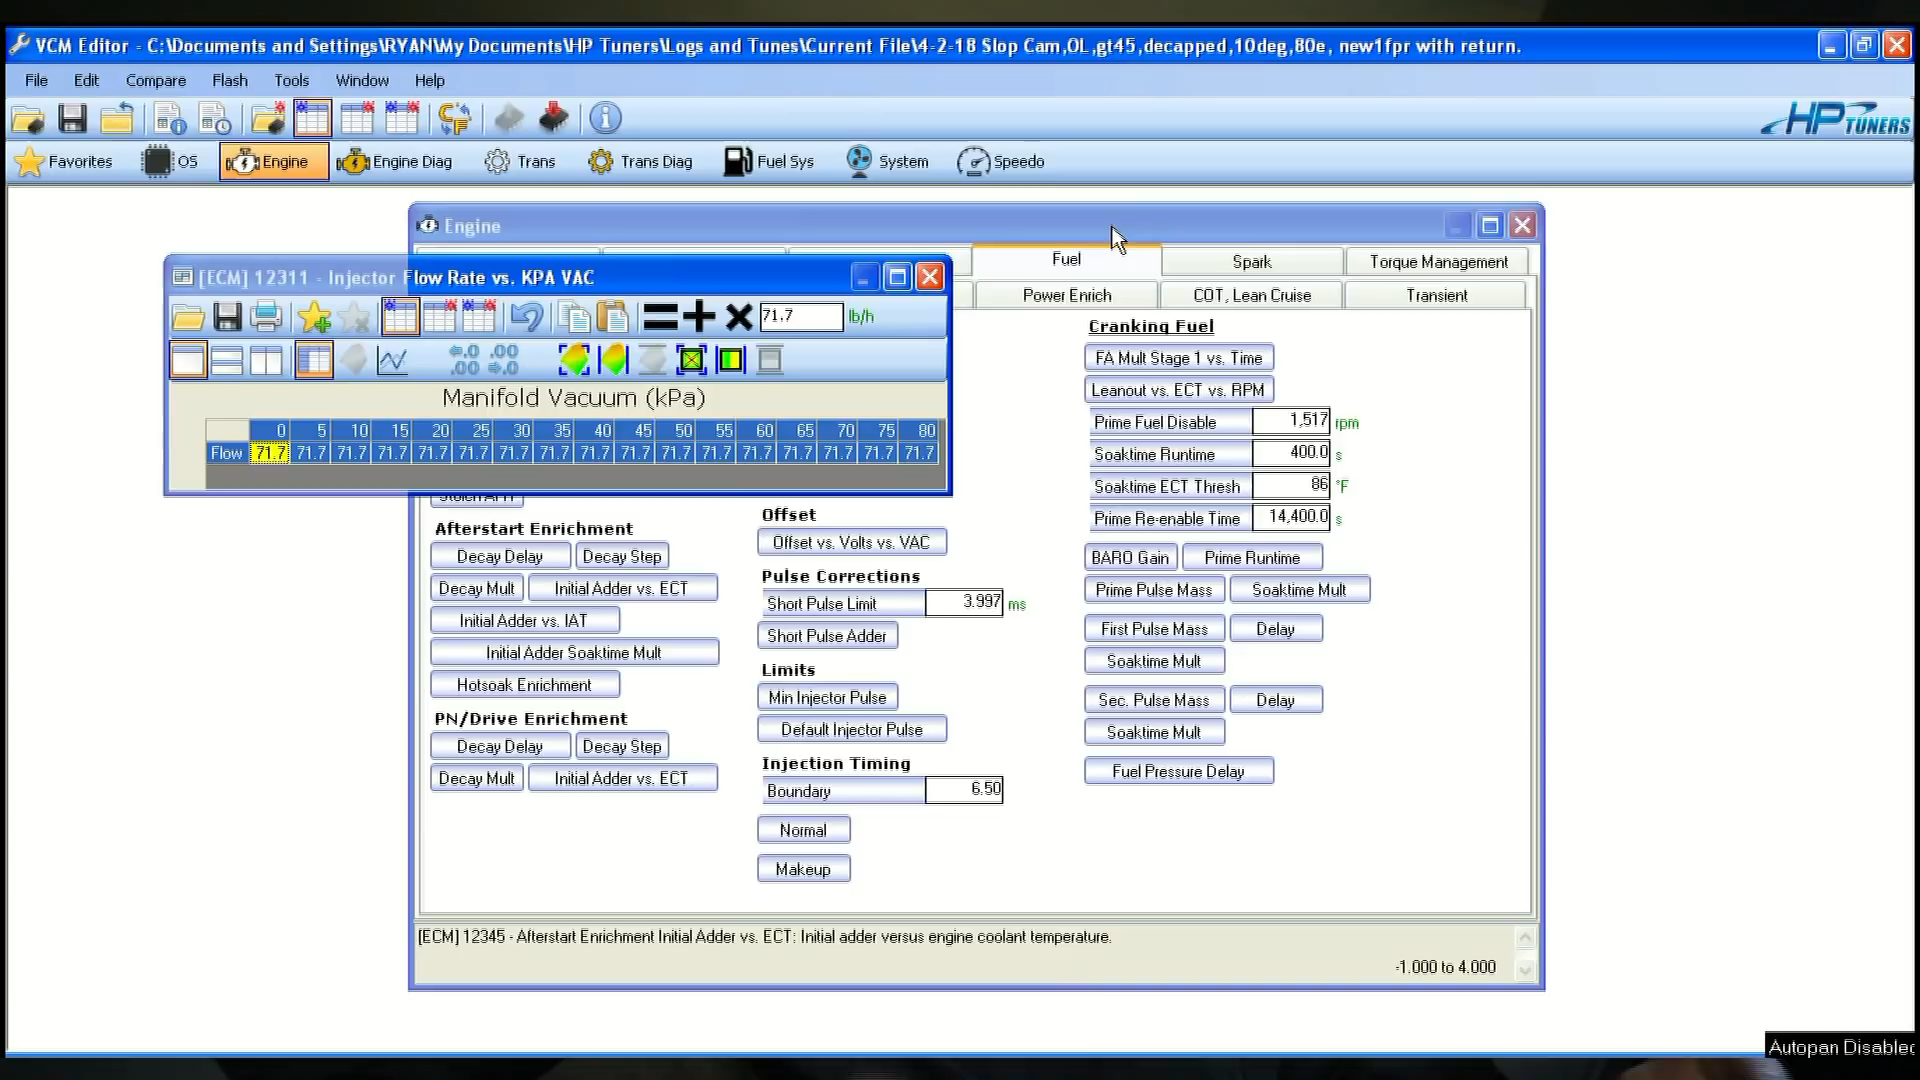 VCM Editor - C:\Documents and Settings\RYAN\My Documents\HP Tuners\Logs and Tunes\Current File\4-2-18 Slop Cam,OL,gt45,decapped,10deg,80e, new1fpr with return.
File Edit Compare Flash Tools Window Help
HP TUNERS
Favorites OS Engine Engine Diag Trans Trans Diag Fuel Sys System Speedo
Engine
Fuel Spark Torque Management
[ECM] 12311 - Injector Flow Rate vs. KPA VAC
Power Enrich COT, Lean Cruise Transient
71.7 lb/h
Manifold Vacuum (kPa)
0 5 10 15 20 25 30 35 40 45 50 55 60 65 70 75 80
Flow 71.7 71.7 71.7 71.7 71.7 71.7 71.7 71.7 71.7 71.7 71.7 71.7 71.7 71.7 71.7 71.7 71.7
Afterstart Enrichment
Decay Delay Decay Step
Decay Mult Initial Adder vs. ECT
Initial Adder vs. IAT
Initial Adder Soaktime Mult
Hotsoak Enrichment
PN/Drive Enrichment
Decay Delay Decay Step
Decay Mult Initial Adder vs. ECT
Offset
Offset vs. Volts vs. VAC
Pulse Corrections
Short Pulse Limit 3.997 ms
Short Pulse Adder
Limits
Min Injector Pulse
Default Injector Pulse
Injection Timing
Boundary 6.50
Normal
Makeup
Cranking Fuel
FA Mult Stage 1 vs. Time
Leanout vs. ECT vs. RPM
Prime Fuel Disable 1,517 rpm
Soaktime Runtime 400.0 s
Soaktime ECT Thresh 86 °F
Prime Re-enable Time 14,400.0 s
BARO Gain Prime Runtime
Prime Pulse Mass Soaktime Mult
First Pulse Mass Delay
Soaktime Mult
Sec. Pulse Mass Delay
Soaktime Mult
Fuel Pressure Delay
[ECM] 12345 - Afterstart Enrichment Initial Adder vs. ECT: Initial adder versus engine coolant temperature.
-1.000 to 4.000
Autopan Disabled